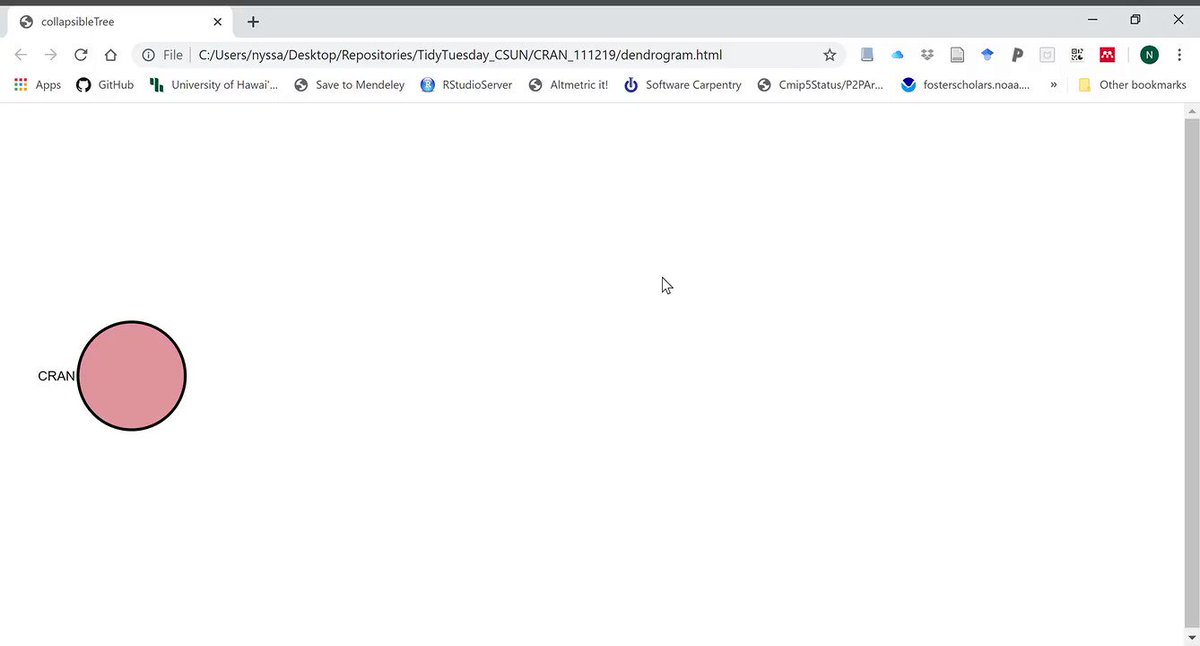 collapsibleTree
File C:/Users/nyssa/Desktop/Repositories/TidyTuesday_CSUN/CRAN_111219/dendrogram.html N
Apps GitHub University of Hawai'... Save to Mendeley RStudioServer Altmetric it! Software Carpentry Cmip5Status/P2PAr... fosterscholars.noaa.... » Other bookmarks
CRAN